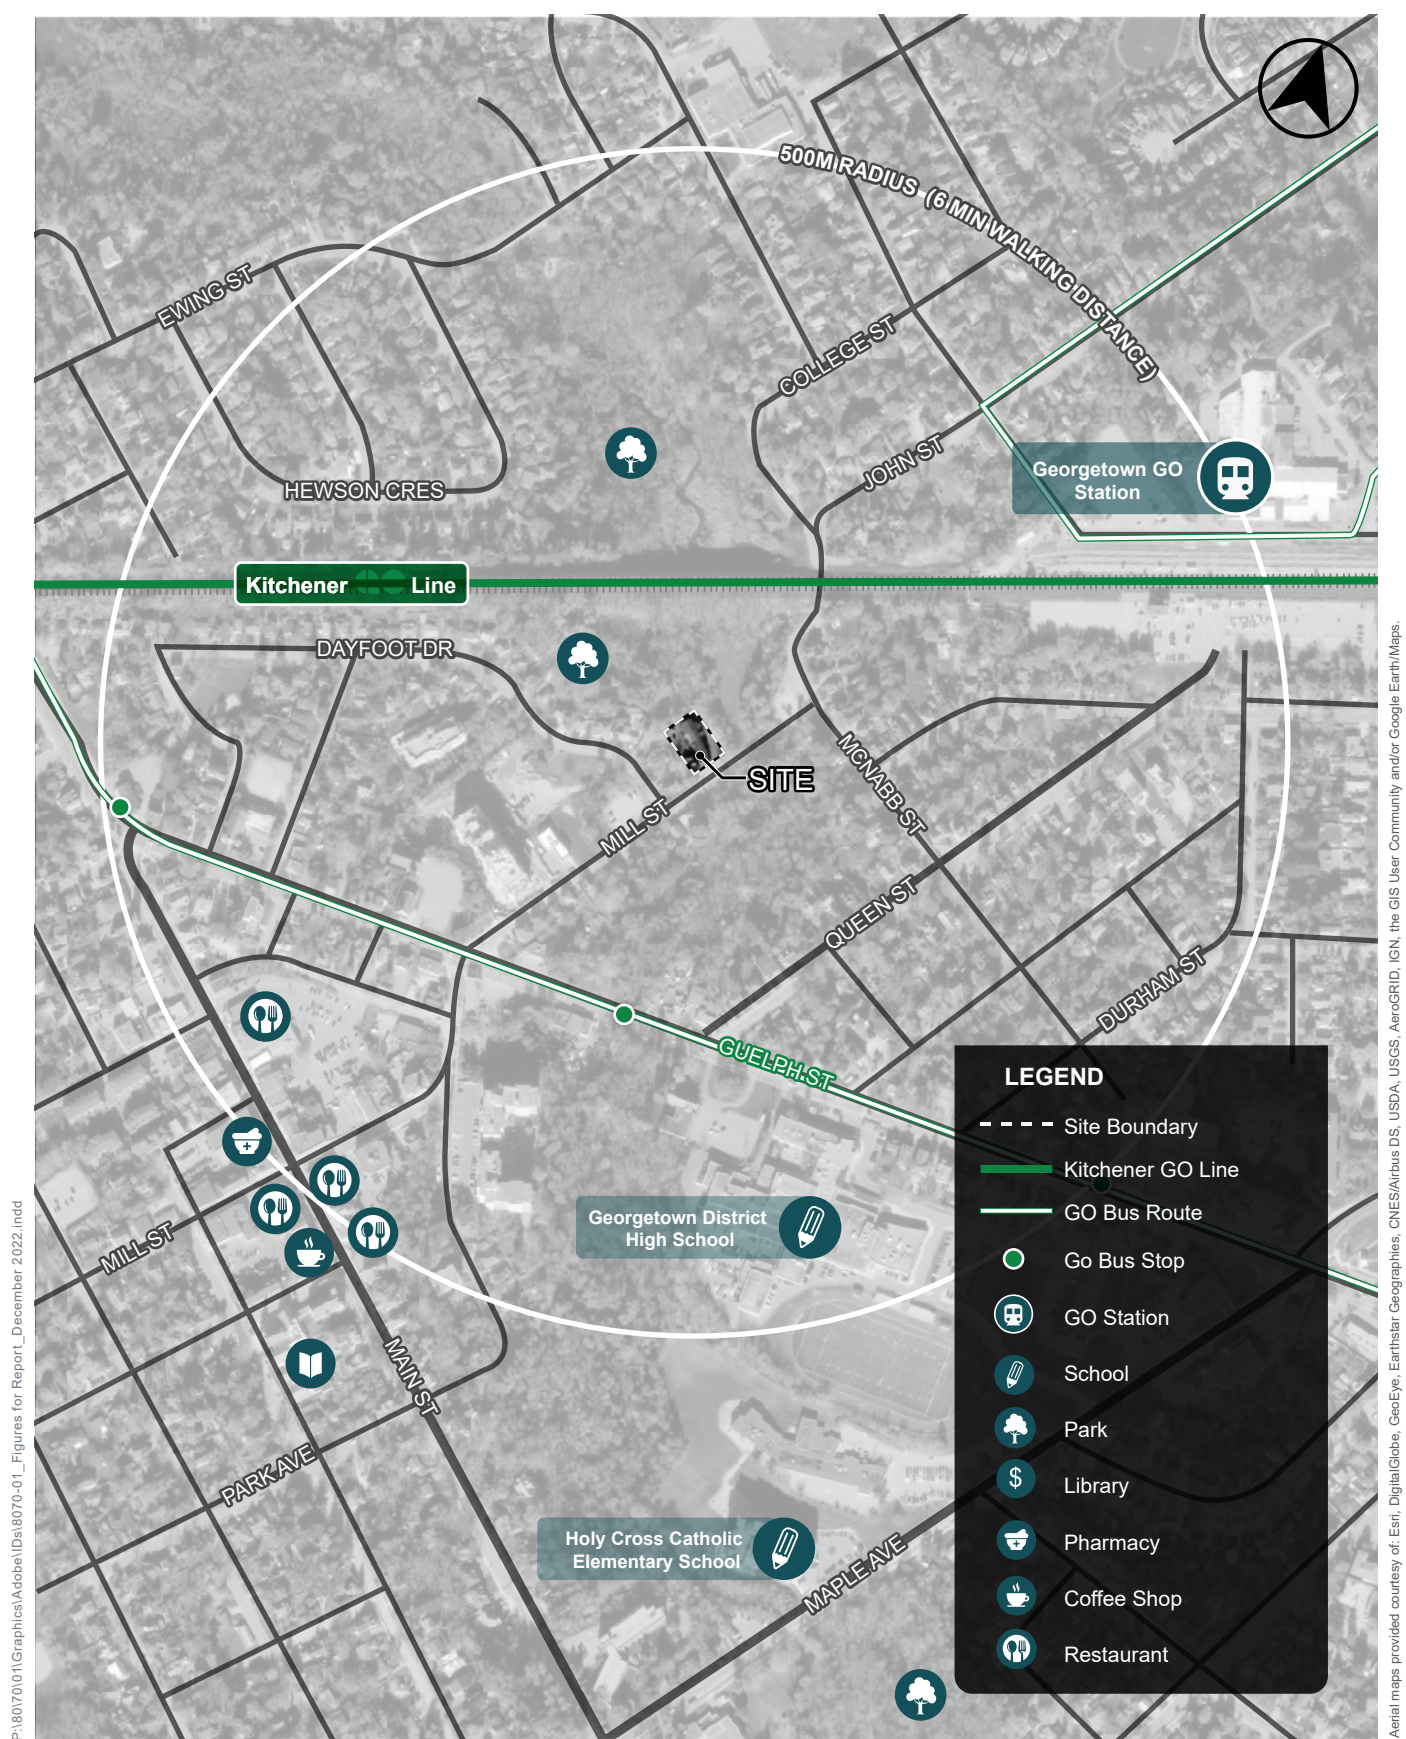 500M RADIUS (6 MIN WALKING DISTANCE)
EWING ST
COLLEGE ST
JOHN ST
Georgetown GO
Station
HEWSON CRES
Kitchener GO Line
DAYFOOT DR
SITE
MCNABB ST
MILL ST
QUEEN ST
DURHAM ST
GUELPH ST
Georgetown District
High School
MILL ST
MAIN ST
PARK AVE
Holy Cross Catholic
Elementary School
MAPLE AVE
LEGEND
Site Boundary
Kitchener GO Line
GO Bus Route
Go Bus Stop
GO Station
School
Park
$ Library
Pharmacy
Coffee Shop
Restaurant
P:\80\70\01\Graphics\Adobe\IDs\8070-01_Figures for Report_December 2022.indd
Aerial maps provided courtesy of: Esri, DigitalGlobe, GeoEye, Earthstar Geographies, CNES/Airbus DS, USDA, USGS, AeroGRID, IGN, the GIS User Community and/or Google Earth/Maps.